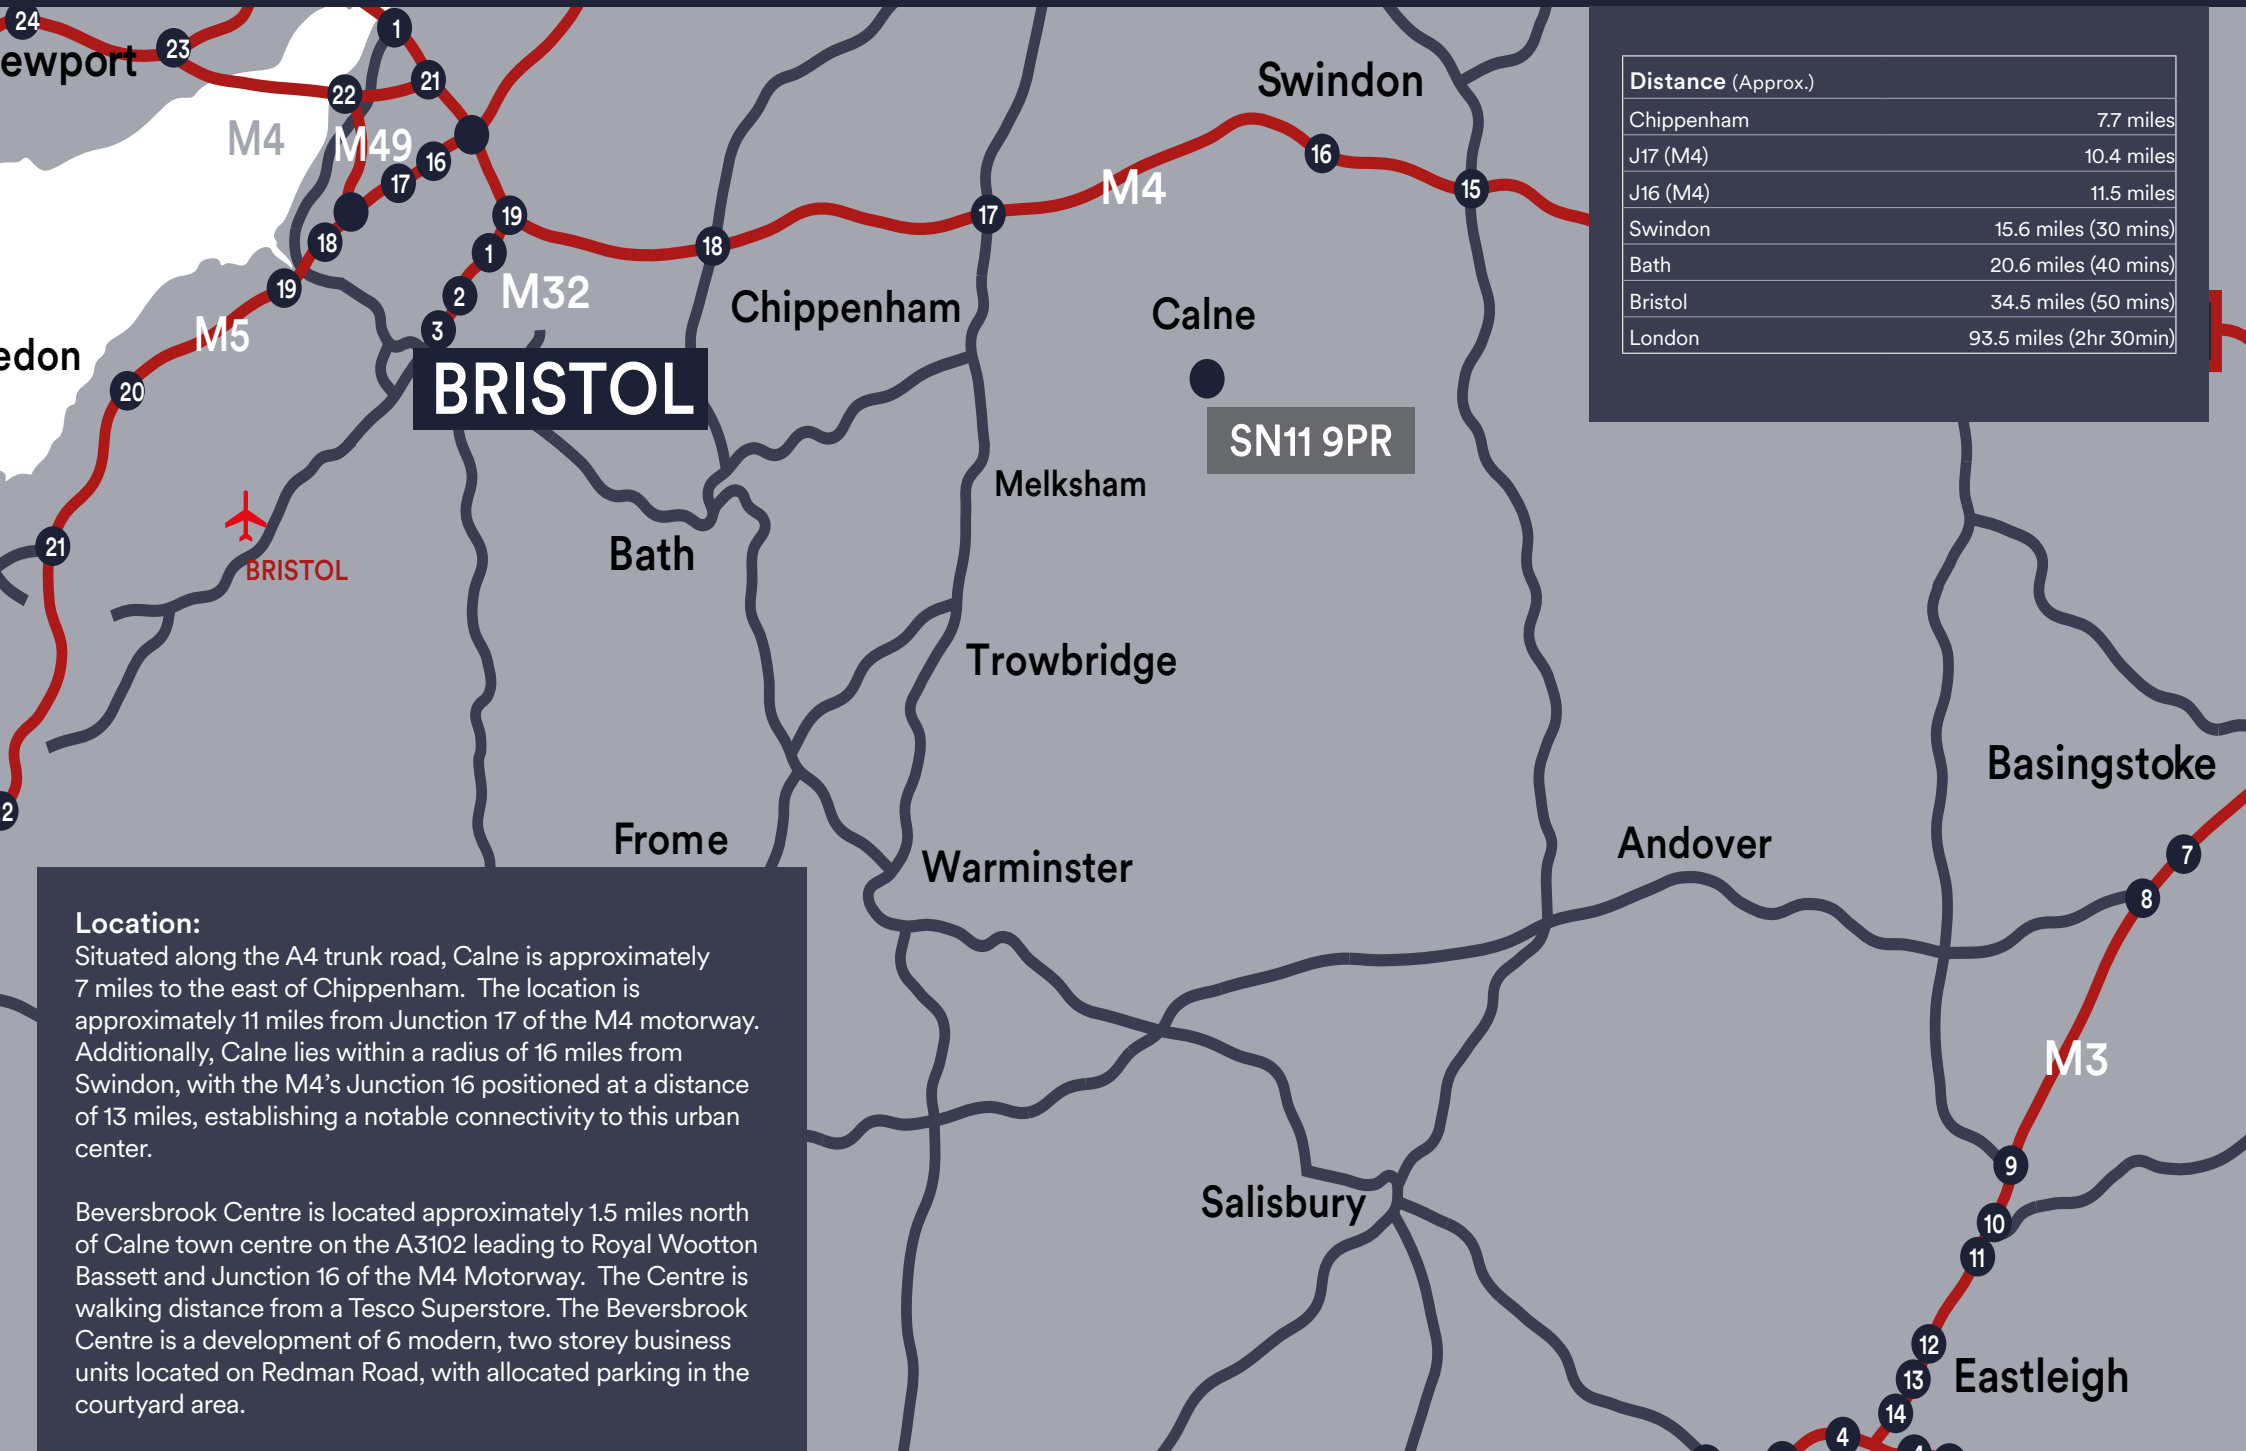 24
23
1
ewport
22
21
M4
M49
16
17
19
18
1
19
2
M32
3
M5
edon
20
BRISTOL
21
BRISTOL
2
Swindon
16
15
M4
17
18
Chippenham
Calne
SN11 9PR
Melksham
Bath
Trowbridge
Frome
Warminster
Andover
Basingstoke
7
8
M3
9
10
11
12
13
14
4
Eastleigh
Salisbury
Distance (Approx.)
Chippenham 7.7 miles
J17 (M4) 10.4 miles
J16 (M4) 11.5 miles
Swindon 15.6 miles (30 mins)
Bath 20.6 miles (40 mins)
Bristol 34.5 miles (50 mins)
London 93.5 miles (2hr 30min)
Location:
Situated along the A4 trunk road, Calne is approximately
7 miles to the east of Chippenham.  The location is
approximately 11 miles from Junction 17 of the M4 motorway.
Additionally, Calne lies within a radius of 16 miles from
Swindon, with the M4’s Junction 16 positioned at a distance
of 13 miles, establishing a notable connectivity to this urban
center.
Beversbrook Centre is located approximately 1.5 miles north
of Calne town centre on the A3102 leading to Royal Wootton
Bassett and Junction 16 of the M4 Motorway.  The Centre is
walking distance from a Tesco Superstore. The Beversbrook
Centre is a development of 6 modern, two storey business
units located on Redman Road, with allocated parking in the
courtyard area.